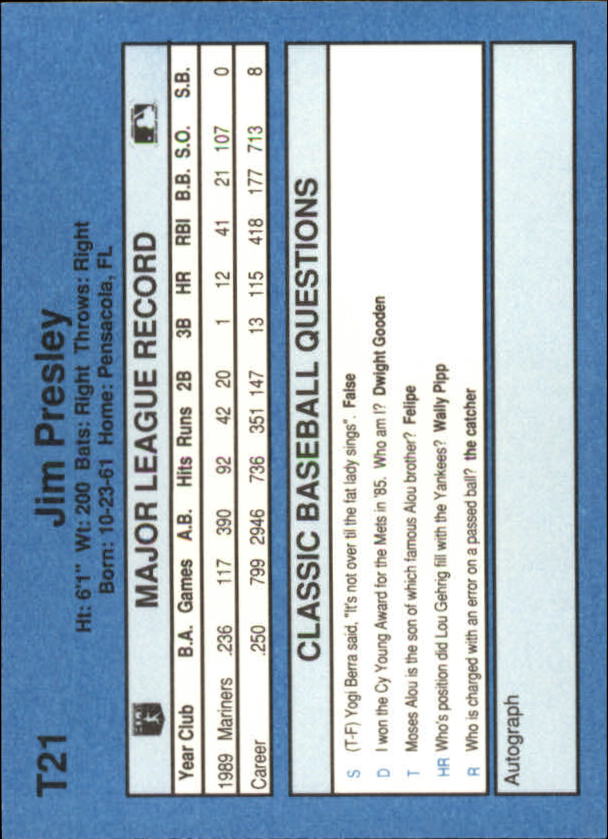 T21
Jim Presley
Ht: 6'1" Wt: 200 Bats: Right Throws: Right
Born: 10-23-61 Home: Pensacola, FL
MAJOR LEAGUE RECORD
Year Club B.A. Games A.B. Hits Runs 2B 3B HR RBI B.B. S.O. S.B.
1989 Mariners .236 117 390 92 42 20 1 12 41 21 107 0
Career .250 799 2946 736 351 147 13 115 418 177 713 8
CLASSIC BASEBALL QUESTIONS
S (T-F) Yogi Berra said, "It's not over til the fat lady sings". False
D I won the Cy Young Award for the Mets in '85. Who am I? Dwight Gooden
T Moses Alou is the son of which famous Alou brother? Felipe
HR Who's position did Lou Gehrig fill with the Yankees? Wally Pipp
R Who is charged with an error on a passed ball? the catcher
Autograph